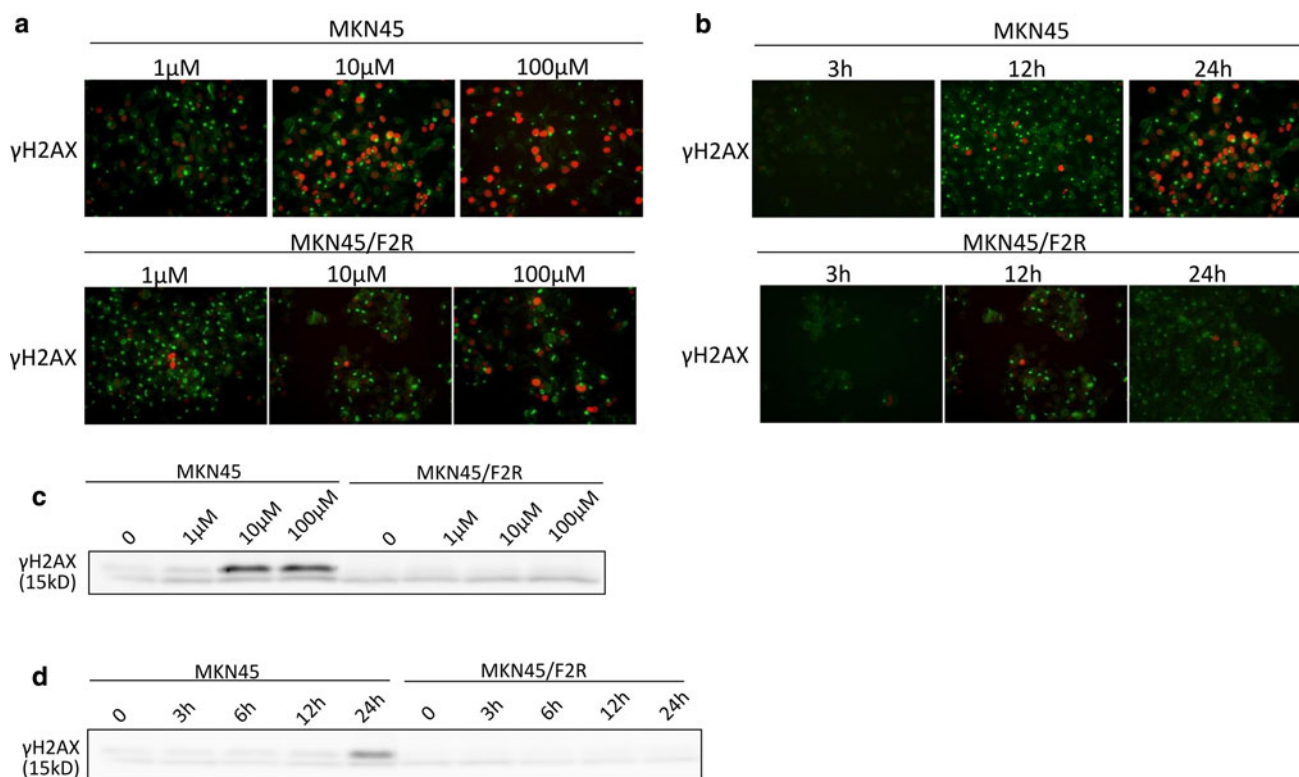 a
MKN45
1μM 10μM 100μM
γH2AX
MKN45/F2R
1μM 10μM 100μM
γH2AX
b
MKN45
3h 12h 24h
γH2AX
MKN45/F2R
3h 12h 24h
γH2AX
c
MKN45 MKN45/F2R
0 1μM 10μM 100μM 0 1μM 10μM 100μM
γH2AX
(15kD)
d
MKN45 MKN45/F2R
0 3h 6h 12h 24h 0 3h 6h 12h 24h
γH2AX
(15kD)